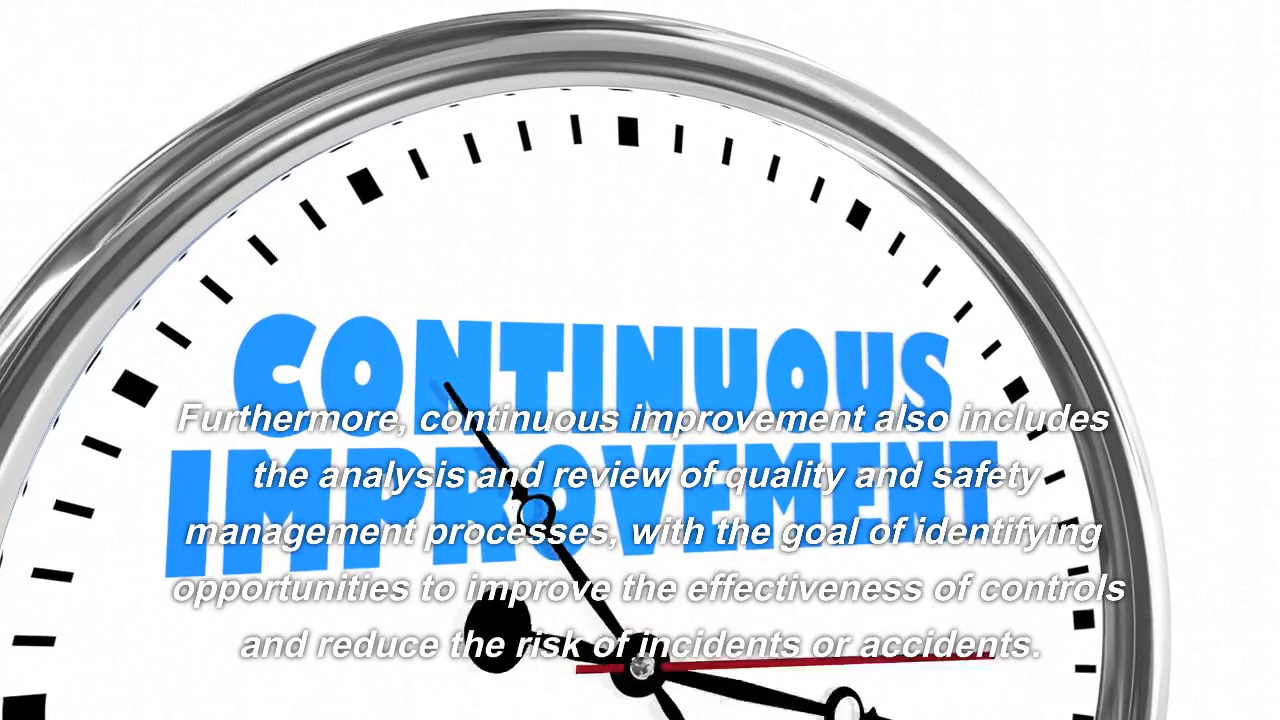 CONTINUOUS
IMPROVEMENT
Furthermore, continuous improvement also includes
the analysis and review of quality and safety
management processes, with the goal of identifying
opportunities to improve the effectiveness of controls
and reduce the risk of incidents or accidents.